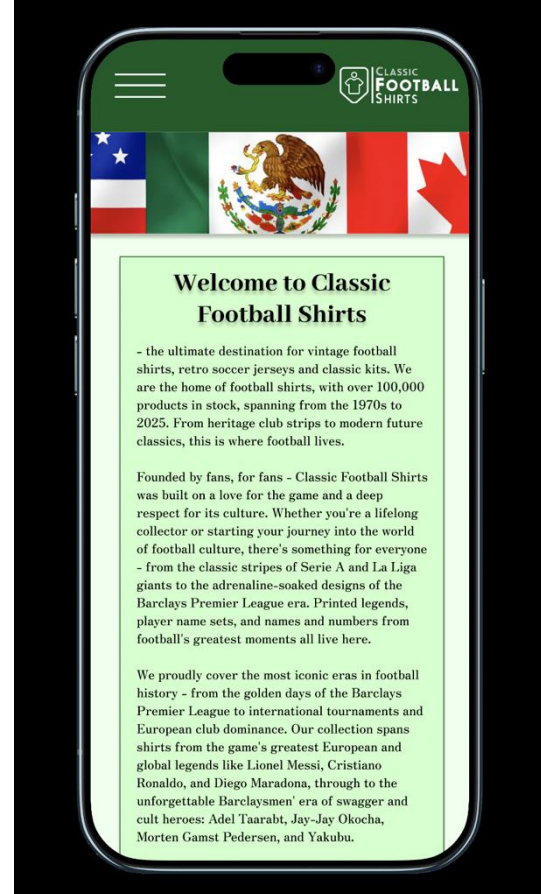 CLASSIC
FOOTBALL
SHIRTS
Welcome to Classic
Football Shirts
- the ultimate destination for vintage football
shirts, retro soccer jerseys and classic kits. We
are the home of football shirts, with over 100,000
products in stock, spanning from the 1970s to
2025. From heritage club strips to modern future
classics, this is where football lives.
Founded by fans, for fans - Classic Football Shirts
was built on a love for the game and a deep
respect for its culture. Whether you're a lifelong
collector or starting your journey into the world
of football culture, there's something for everyone
- from the classic stripes of Serie A and La Liga
giants to the adrenaline-soaked designs of the
Barclays Premier League era. Printed legends,
player name sets, and names and numbers from
football's greatest moments all live here.
We proudly cover the most iconic eras in football
history - from the golden days of the Barclays
Premier League to international tournaments and
European club dominance. Our collection spans
shirts from the game's greatest European and
global legends like Lionel Messi, Cristiano
Ronaldo, and Diego Maradona, through to the
unforgettable Barclaysmen' era of swagger and
cult heroes: Adel Taarabt, Jay-Jay Okocha,
Morten Gamst Pedersen, and Yakubu.